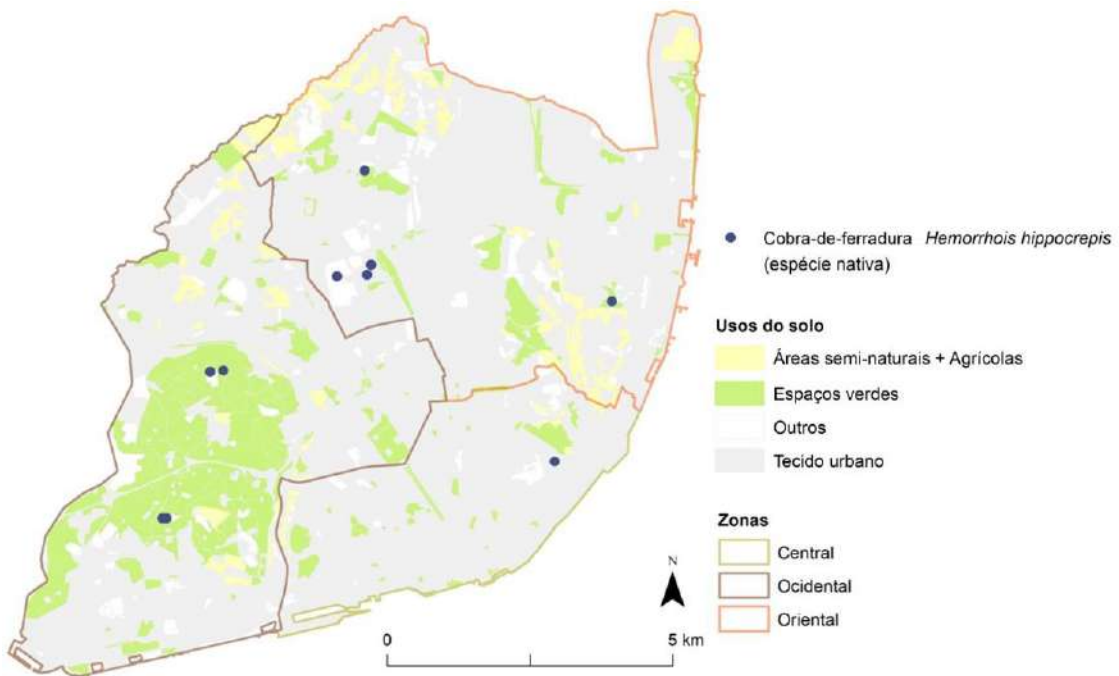 Cobra-de-ferradura Hemorrhois hippocrepis
(espécie nativa)
Usos do solo
Áreas semi-naturais + Agrícolas
Espaços verdes
Outros
Tecido urbano
Zonas
Central
Ocidental
Oriental
N
0 5 km